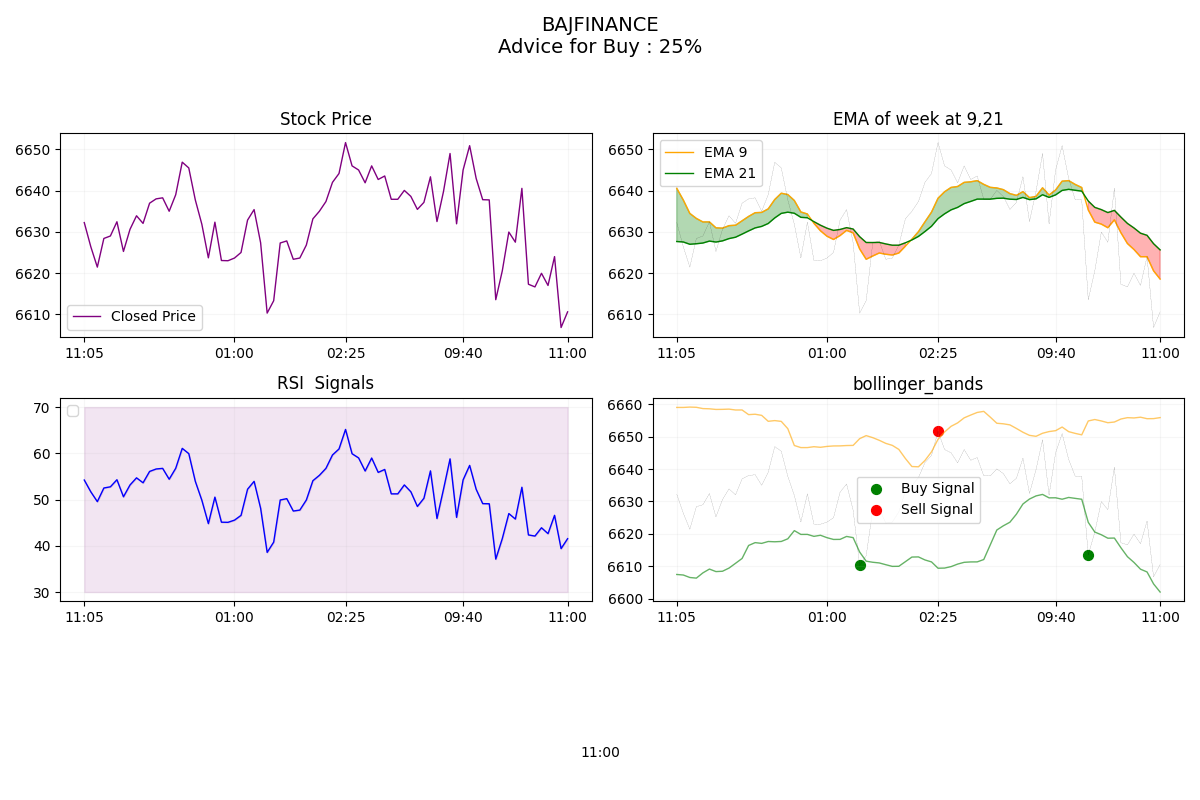 BAJFINANCE
Advice for Buy : 25%
Stock Price
6650
6640
6630
6620
6610
Closed Price
11:05 01:00 02:25 09:40 11:00
EMA of week at 9,21
6650
6640
6630
6620
6610
EMA 9
EMA 21
11:05 01:00 02:25 09:40 11:00
RSI  Signals
70
60
50
40
30
11:05 01:00 02:25 09:40 11:00
bollinger_bands
6660
6650
6640
6630
6620
6610
6600
Buy Signal
Sell Signal
11:05 01:00 02:25 09:40 11:00
11:00